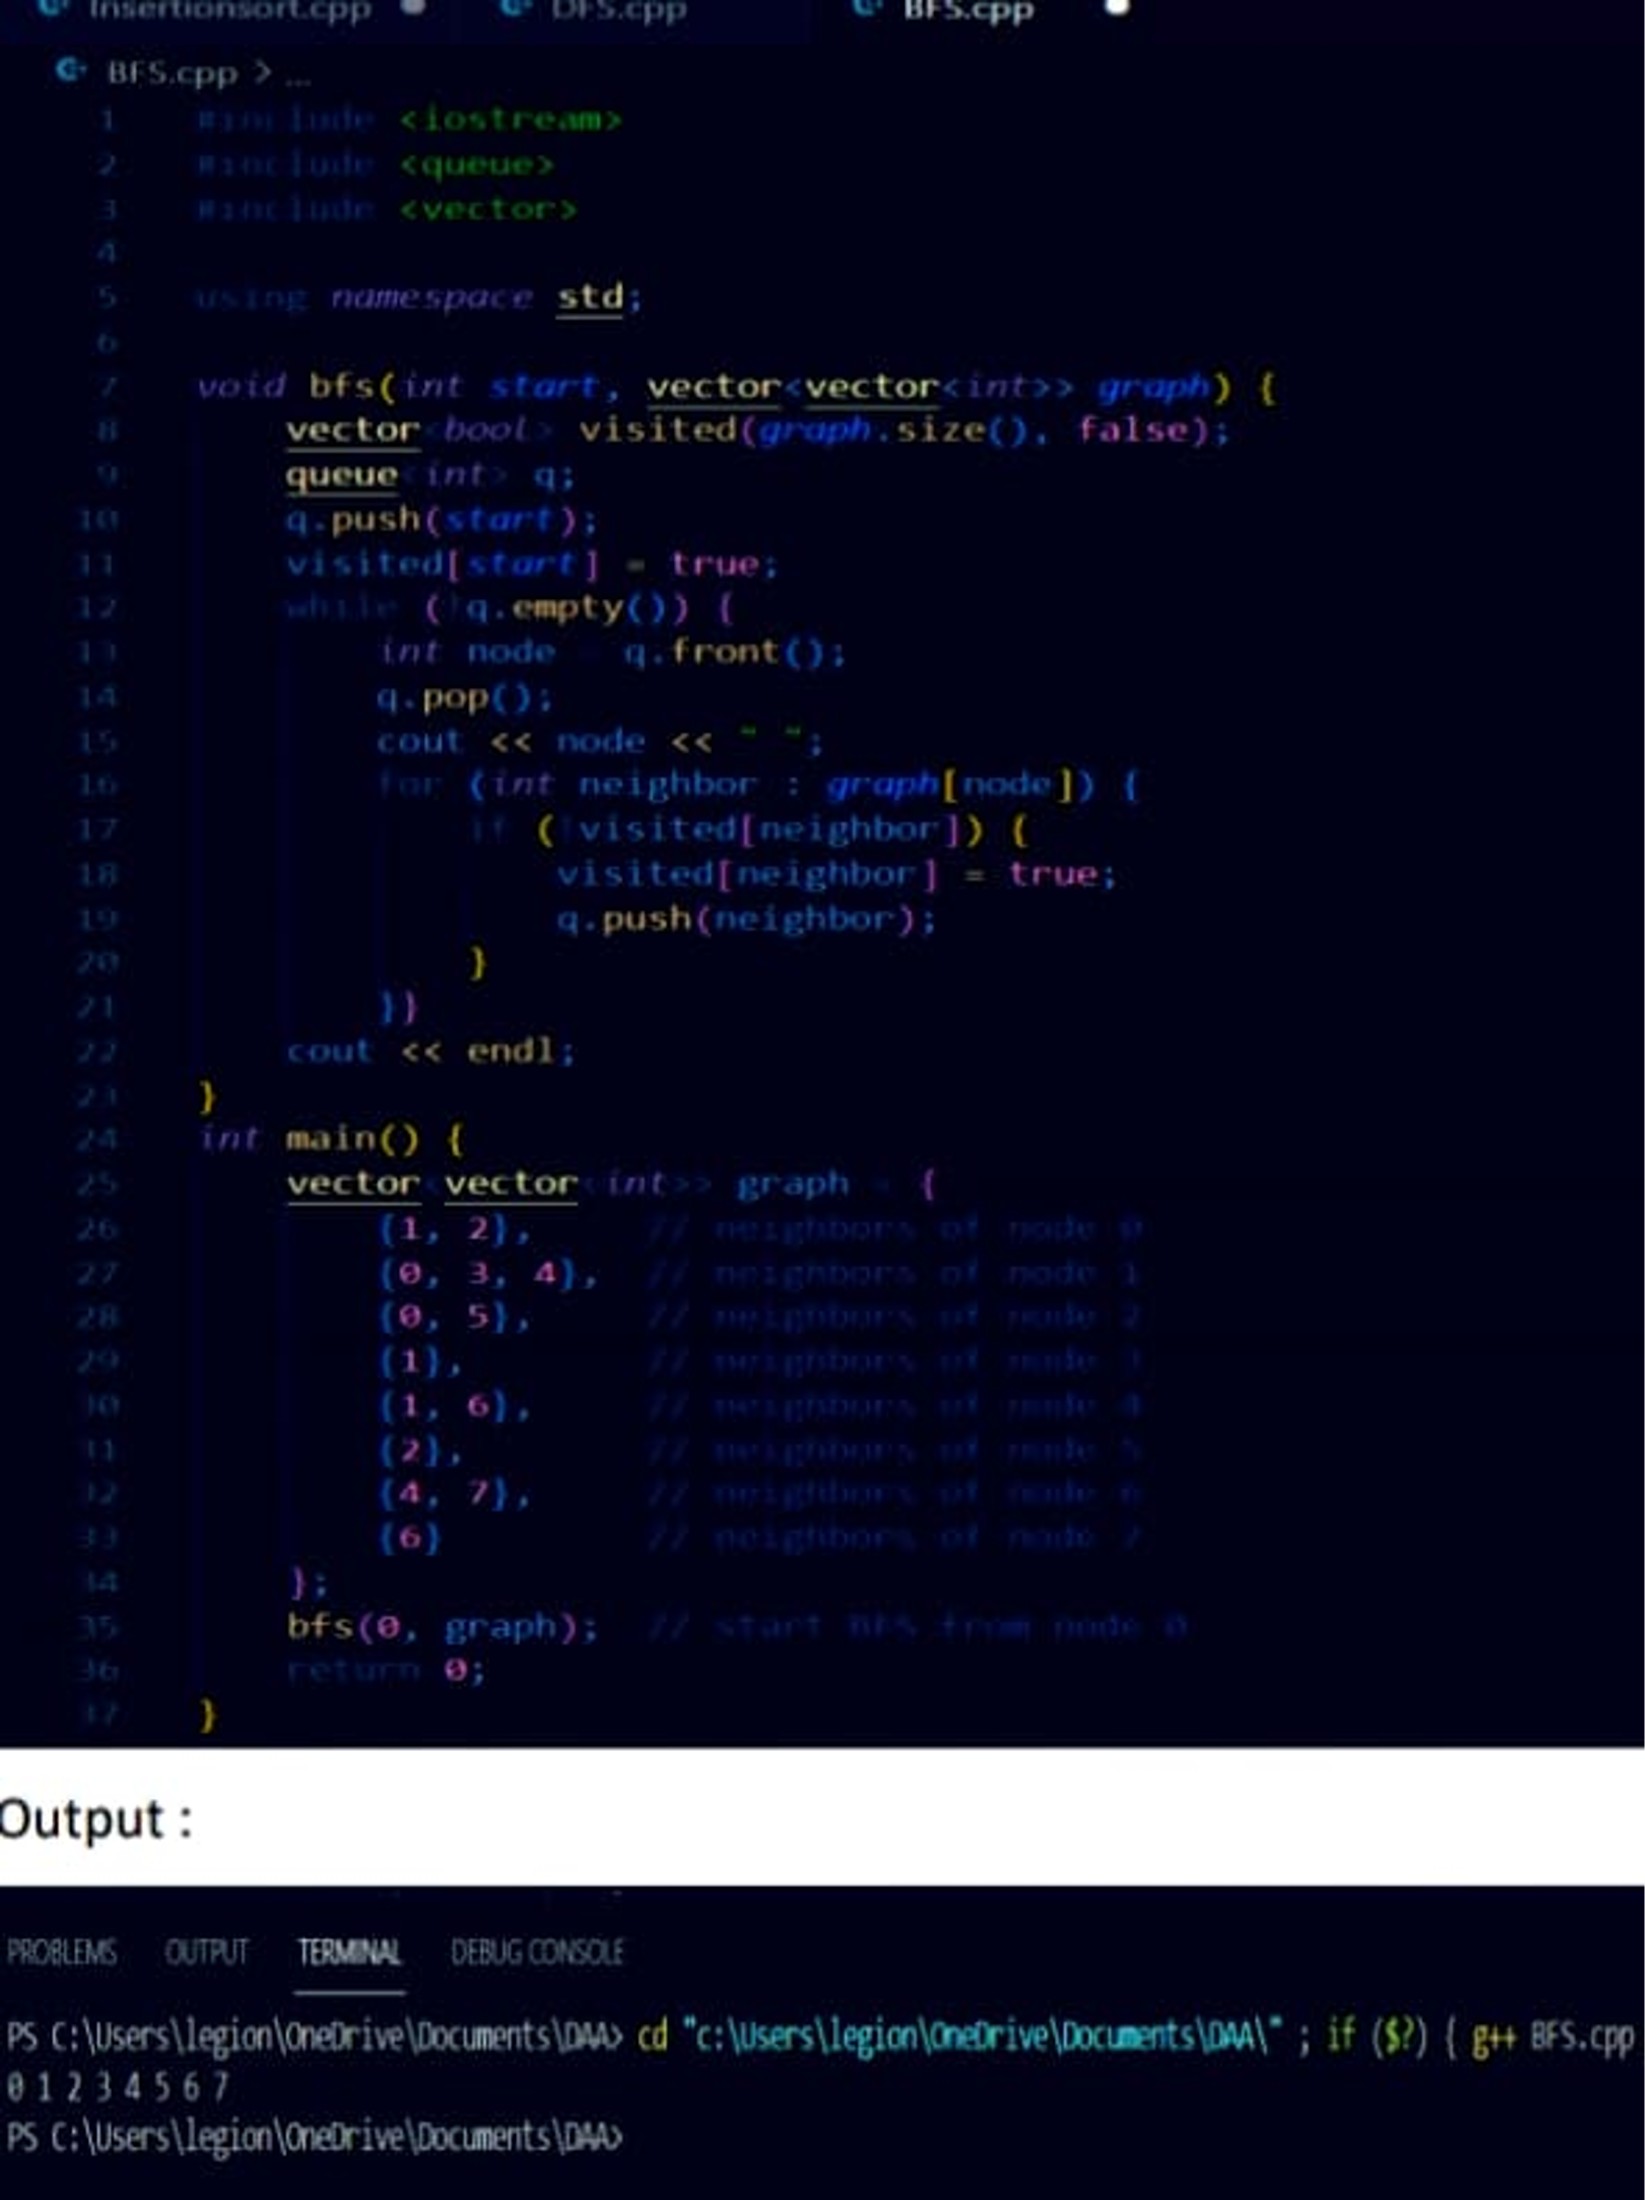 Insertionsort.cpp DFS.cpp BFS.cpp
BFS.cpp > ...
1 #include <iostream>
2 #include <queue>
3 #include <vector>
4
5 using namespace std;
6
7 void bfs(int start, vector<vector<int>> graph) {
8 vector<bool> visited(graph.size(), false);
9 queue<int> q;
10 q.push(start);
11 visited[start] = true;
12 while (!q.empty()) {
13 int node = q.front();
14 q.pop();
15 cout << node << " ";
16 for (int neighbor : graph[node]) {
17 if (!visited[neighbor]) {
18 visited[neighbor] = true;
19 q.push(neighbor);
20 }
21 }}
22 cout << endl;
23 }
24 int main() {
25 vector<vector<int>> graph = {
26 {1, 2}, // neighbors of node 0
27 {0, 3, 4}, // neighbors of node 1
28 {0, 5}, // neighbors of node 2
29 {1}, // neighbors of node 3
30 {1, 6}, // neighbors of node 4
31 {2}, // neighbors of node 5
32 {4, 7}, // neighbors of node 6
33 {6} // neighbors of node 7
34 };
35 bfs(0, graph); // start BFS from node 0
36 return 0;
37 }
Output :
PROBLEMS OUTPUT TERMINAL DEBUG CONSOLE
PS C:\Users\legion\OneDrive\Documents\DAA> cd "c:\Users\legion\OneDrive\Documents\DAA\" ; if ($?) { g++ BFS.cpp
0 1 2 3 4 5 6 7
PS C:\Users\legion\OneDrive\Documents\DAA>